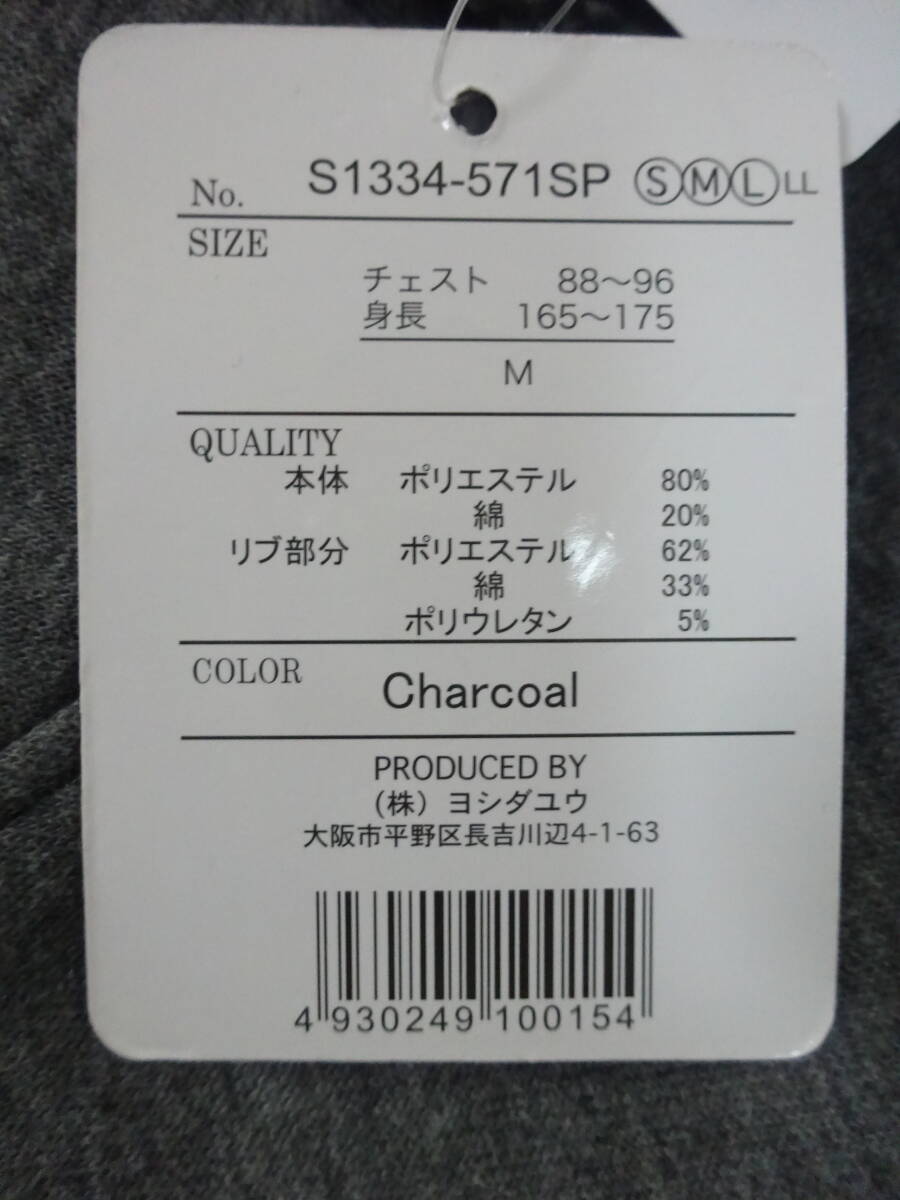 No. S1334-571SP Ⓢ Ⓜ Ⓛ LL
SIZE
チェスト 88～96
身長 165～175
M
QUALITY
本体 ポリエステル 80%
綿 20%
リブ部分 ポリエステル 62%
綿 33%
ポリウレタン 5%
COLOR Charcoal
PRODUCED BY
(株) ヨシダユウ
大阪市平野区長吉川辺4-1-63
4 930249 100154